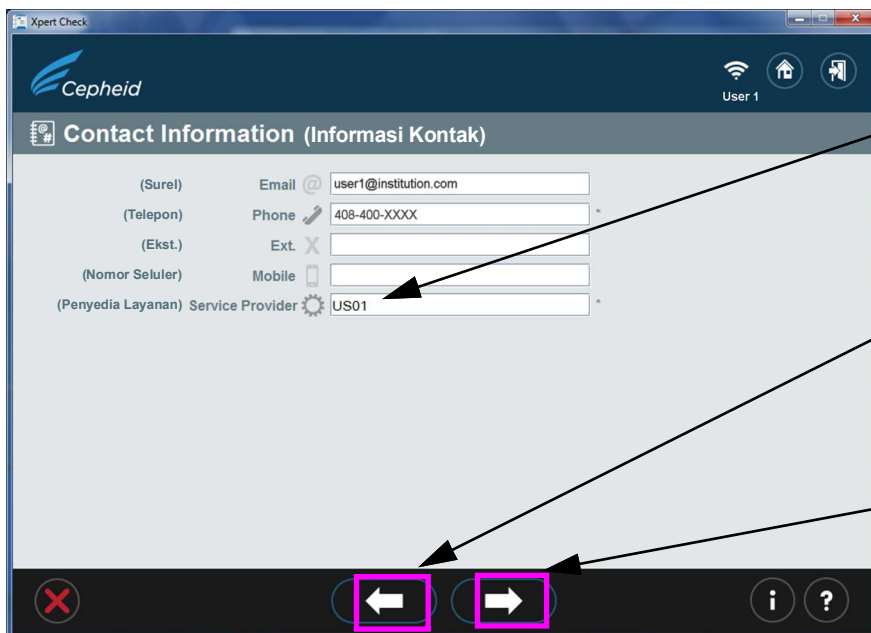 Xpert Check
Cepheid
User 1
Contact Information (Informasi Kontak)
(Surel) Email @ user1@institution.com
(Telepon) Phone 408-400-XXXX *
(Ekst.) Ext. X
(Nomor Seluler) Mobile
(Penyedia Layanan) Service Provider US01 *
i ?